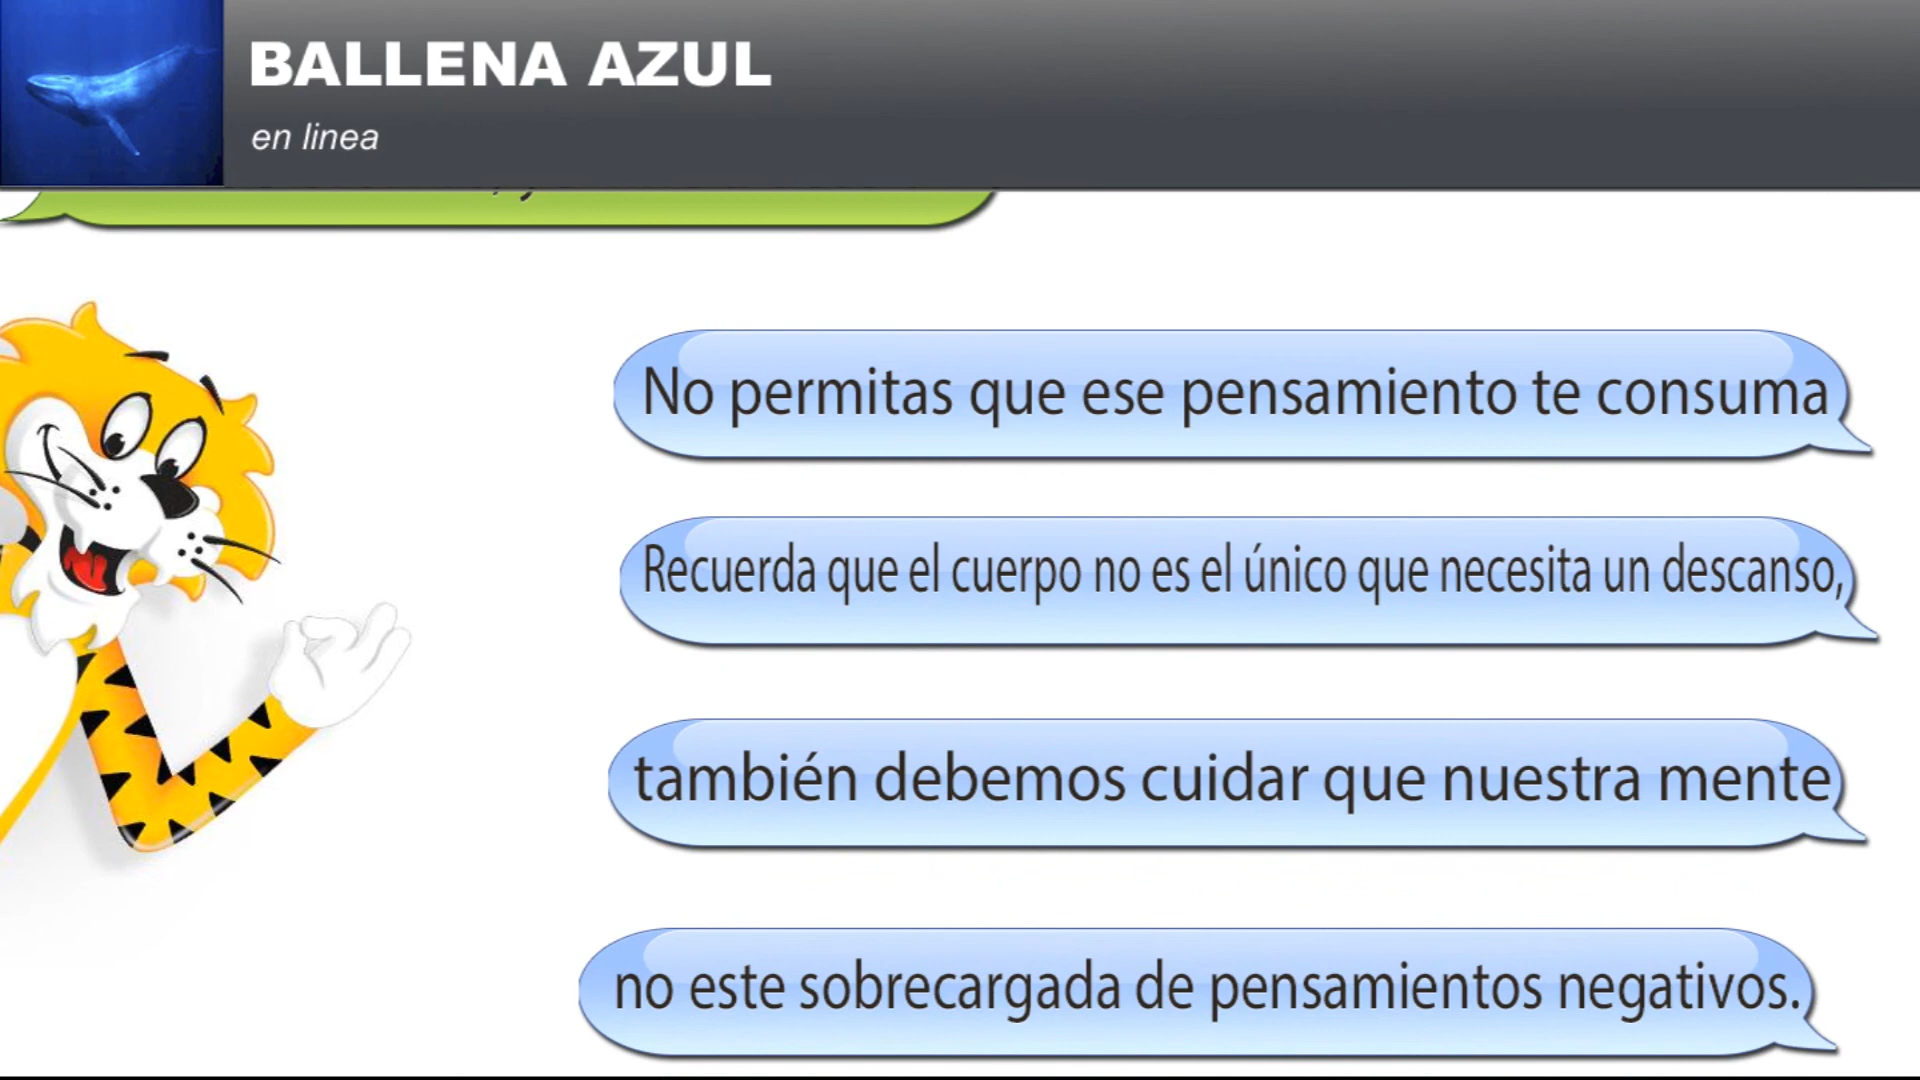 BALLENA AZUL
en linea
No permitas que ese pensamiento te consuma
Recuerda que el cuerpo no es el único que necesita un descanso,
también debemos cuidar que nuestra mente
no este sobrecargada de pensamientos negativos.